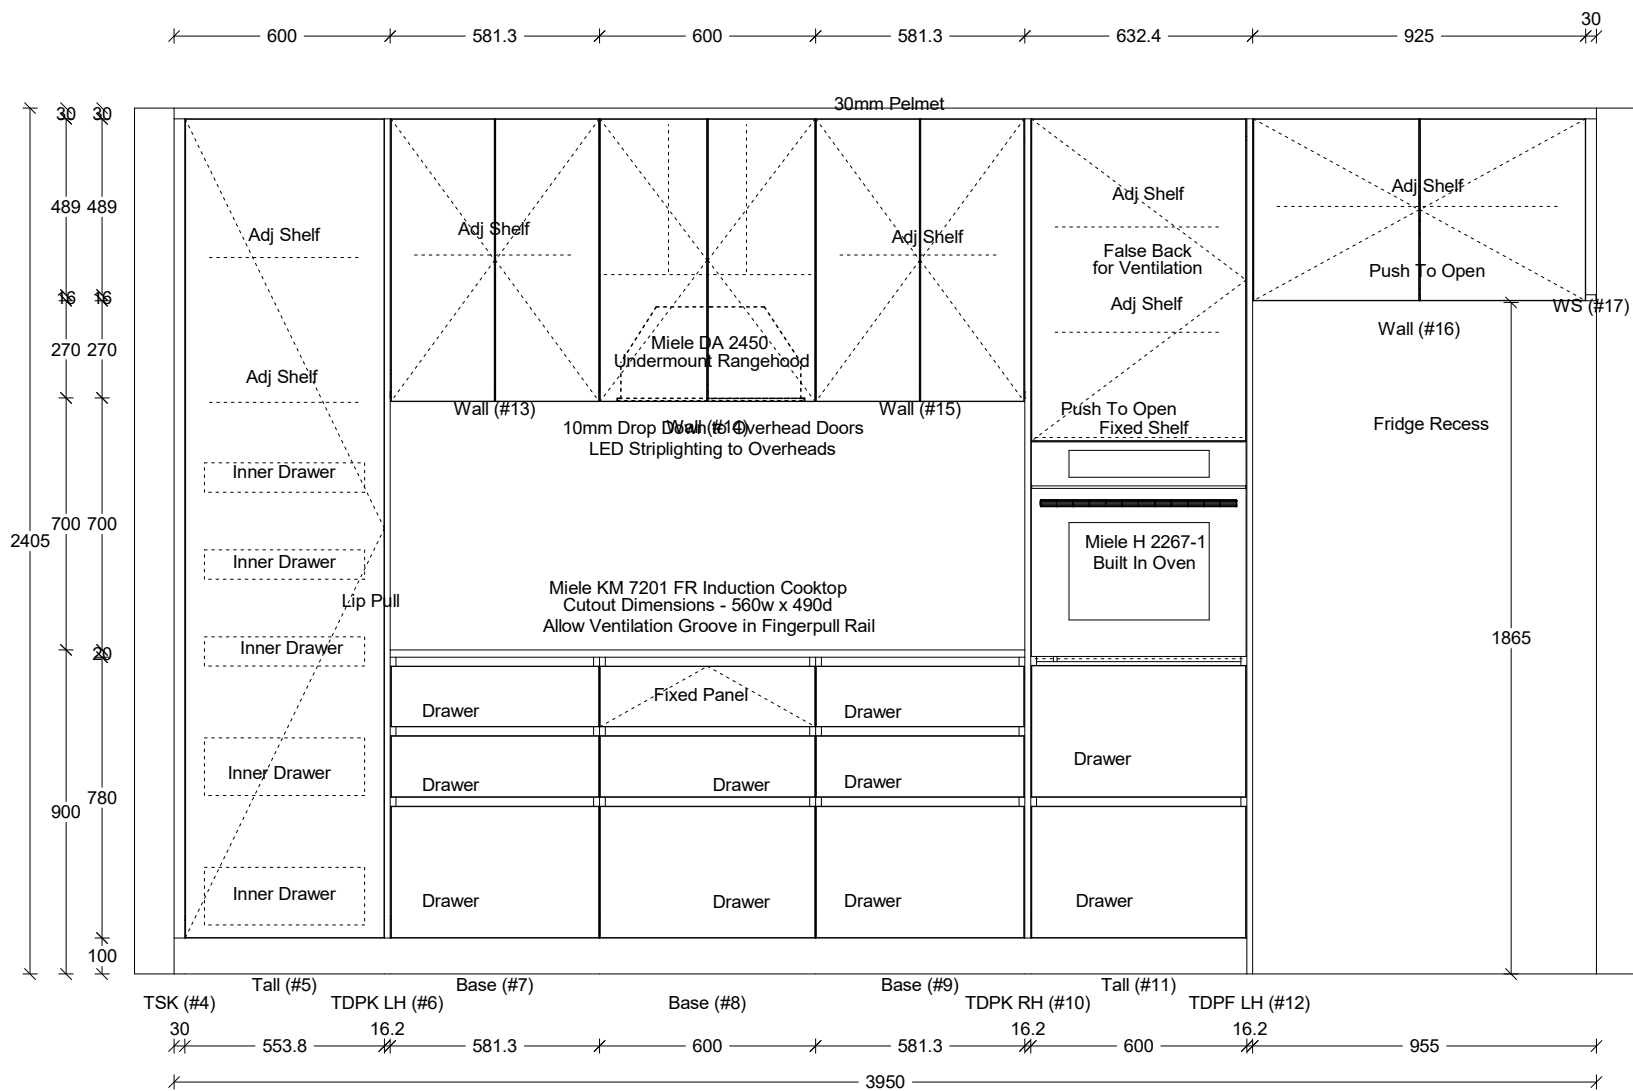 30
600
581.3
600
581.3
632.4
925
30mm Pelmet
30
30
489
489
16
16
270
270
700
700
2405
20
900
780
100
Adj Shelf
Adj Shelf
Inner Drawer
Inner Drawer
Lip Pull
Inner Drawer
Inner Drawer
Inner Drawer
Adj Shelf
Wall (#13)
Miele DA 2450
Undermount Rangehood
Wall (#14)
Adj Shelf
Wall (#15)
10mm Drop Down to Overhead Doors
LED Striplighting to Overheads
Adj Shelf
False Back
for Ventilation
Adj Shelf
Push To Open
Fixed Shelf
Adj Shelf
Push To Open
WS (#17)
Wall (#16)
Fridge Recess
Miele H 2267-1
Built In Oven
Miele KM 7201 FR Induction Cooktop
Cutout Dimensions - 560w x 490d
Allow Ventilation Groove in Fingerpull Rail
1865
Drawer
Fixed Panel
Drawer
Drawer
Drawer
Drawer
Drawer
Drawer
Drawer
Drawer
Drawer
Tall (#5)
Base (#7)
Base (#9)
Tall (#11)
TSK (#4)
TDPK LH (#6)
Base (#8)
TDPK RH (#10)
TDPF LH (#12)
30
16.2
16.2
16.2
553.8
581.3
600
581.3
600
955
3950